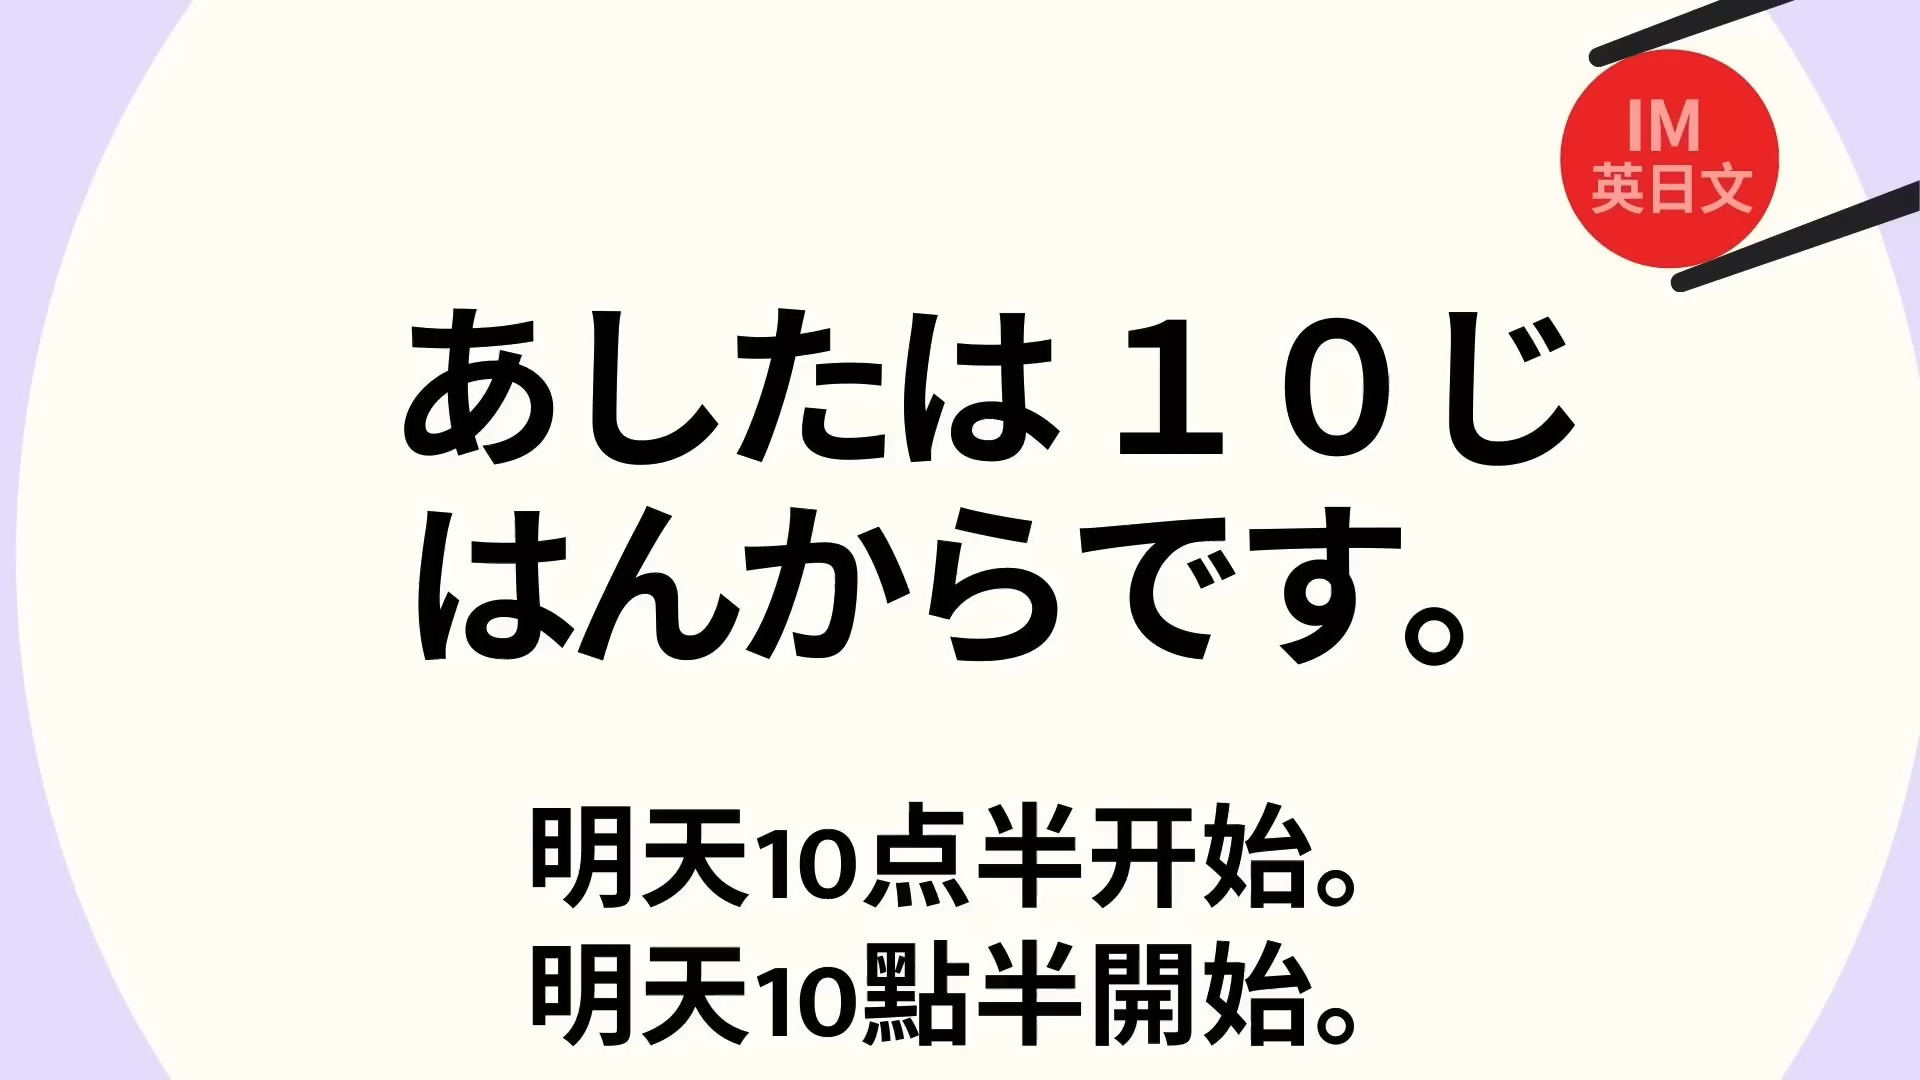 IM
英日文
あしたは１０じ
はんからです。
明天10点半开始。
明天10點半開始。